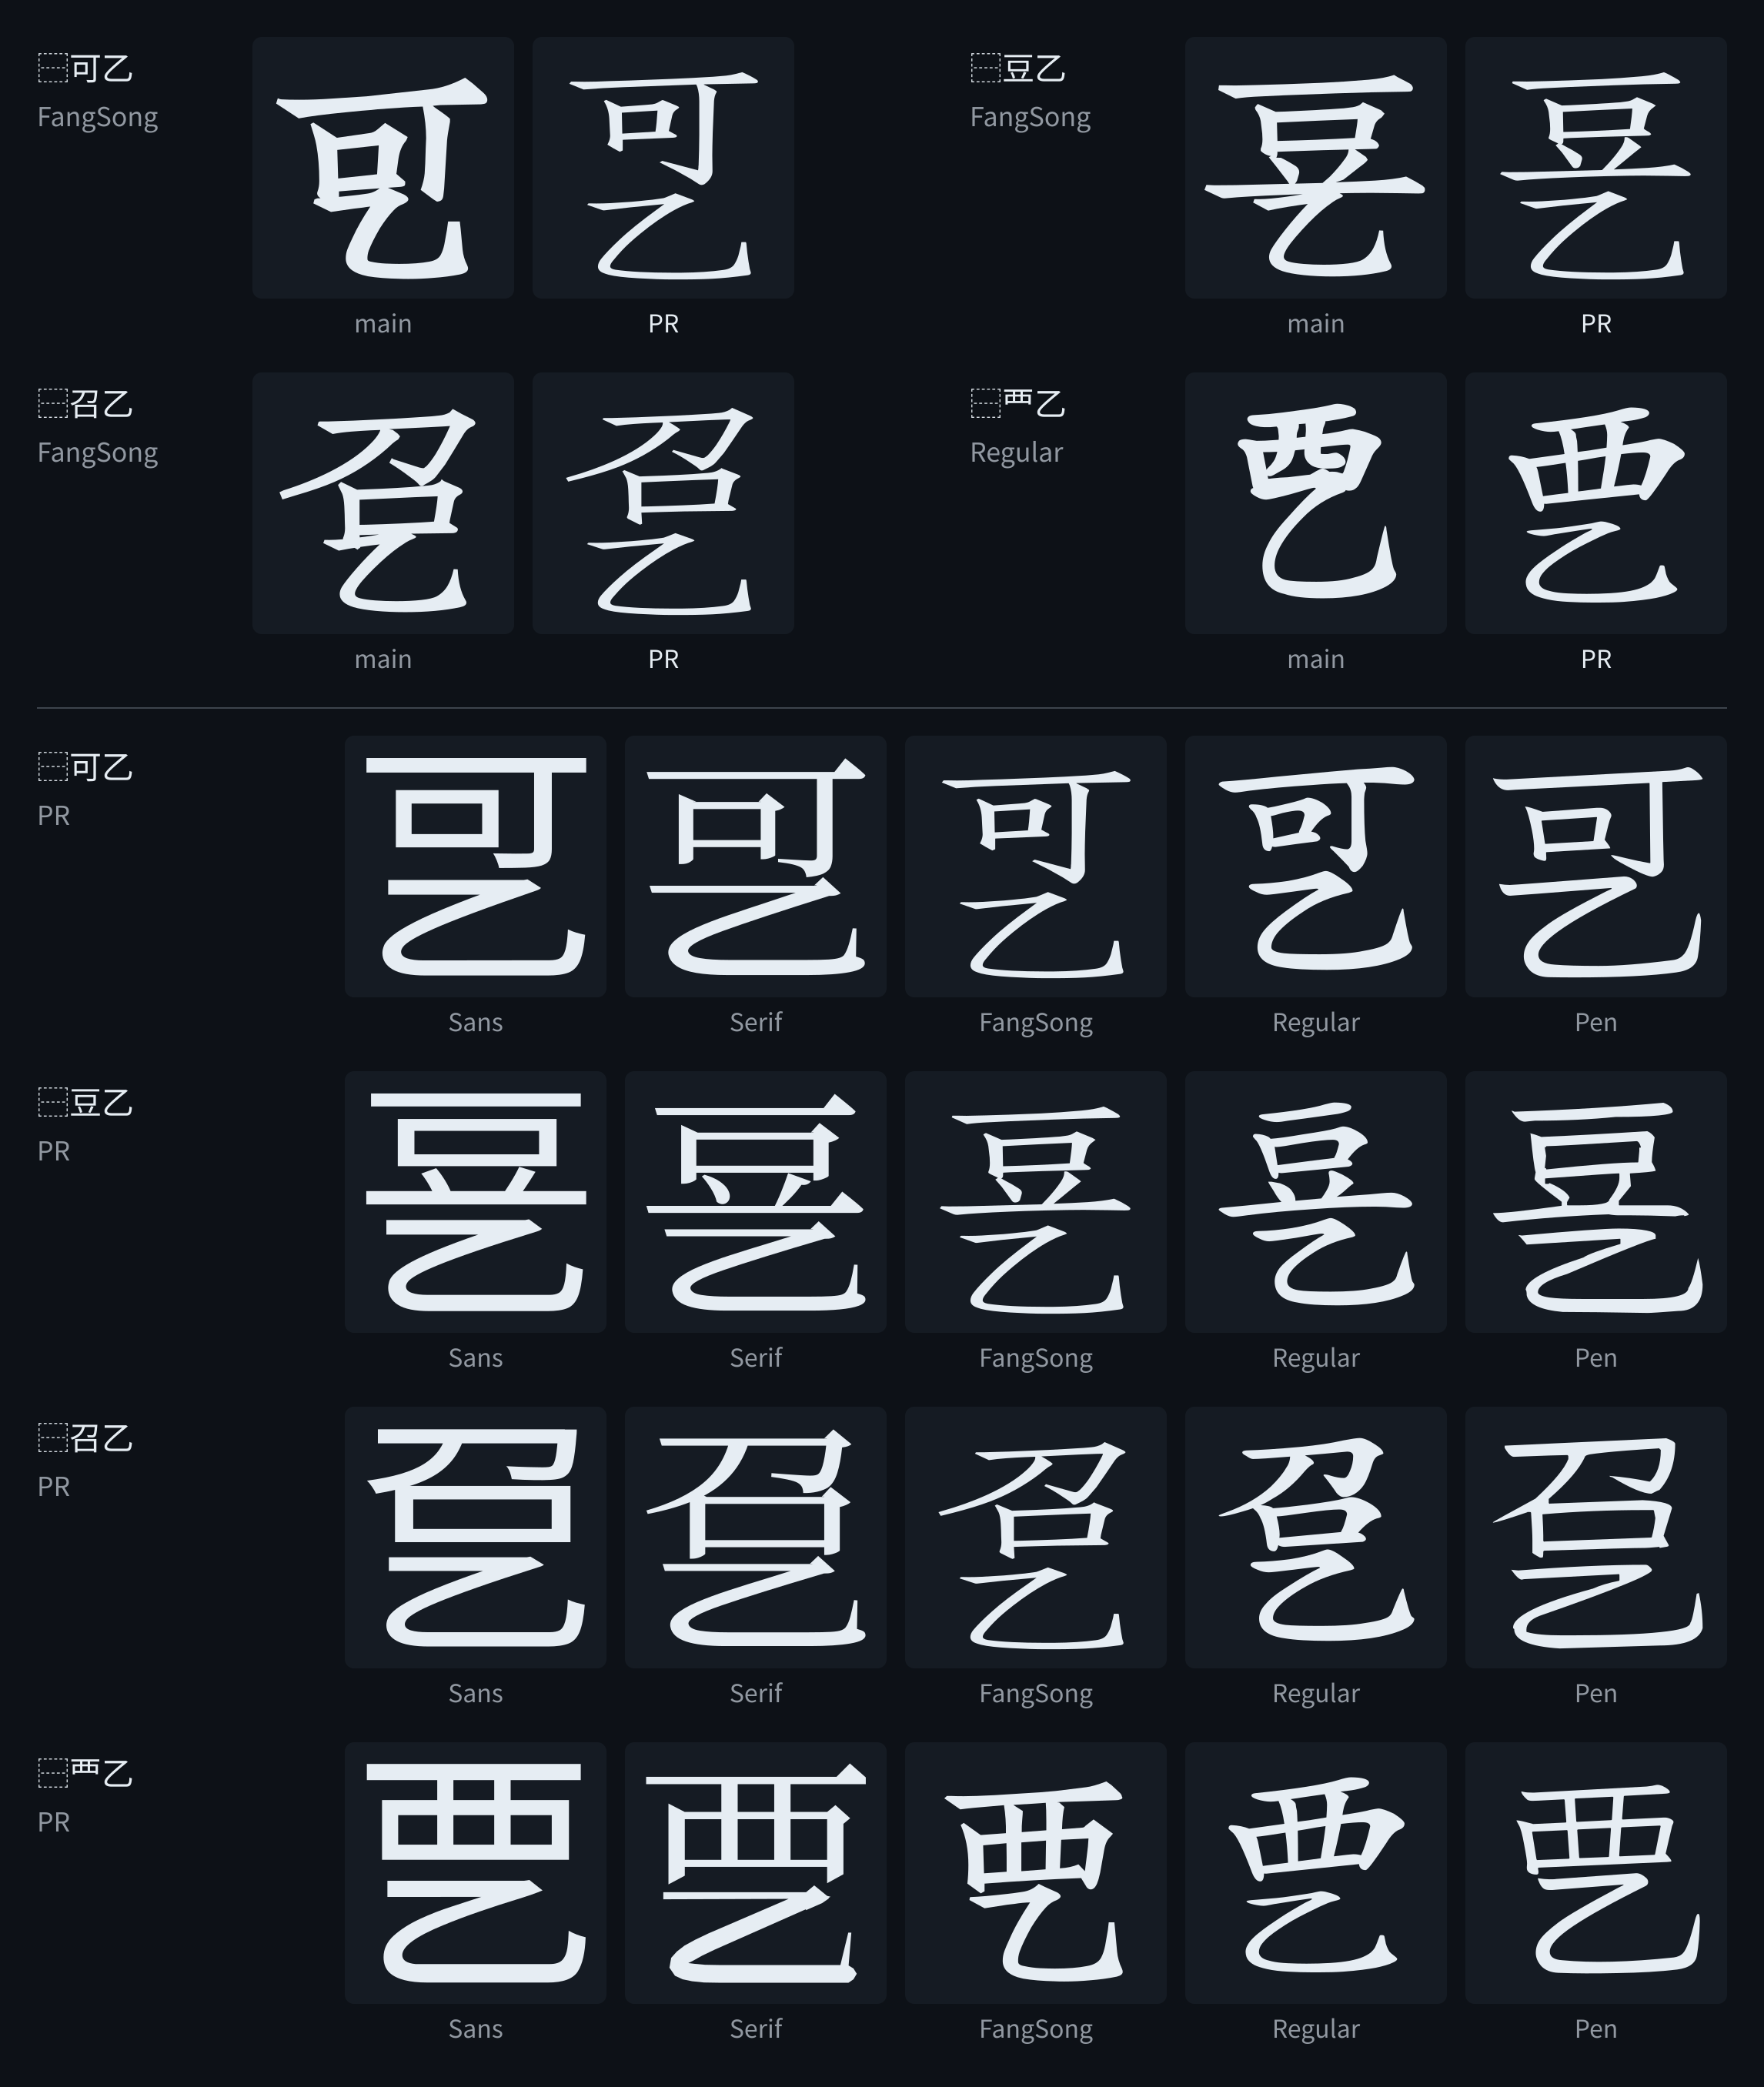 ⿱可乙
FangSong
main
PR
⿱豆乙
FangSong
main
PR
⿱召乙
FangSong
main
PR
⿱覀乙
Regular
main
PR
⿱可乙
PR
Sans Serif FangSong Regular Pen
⿱豆乙
PR
Sans Serif FangSong Regular Pen
⿱召乙
PR
Sans Serif FangSong Regular Pen
⿱覀乙
PR
Sans Serif FangSong Regular Pen